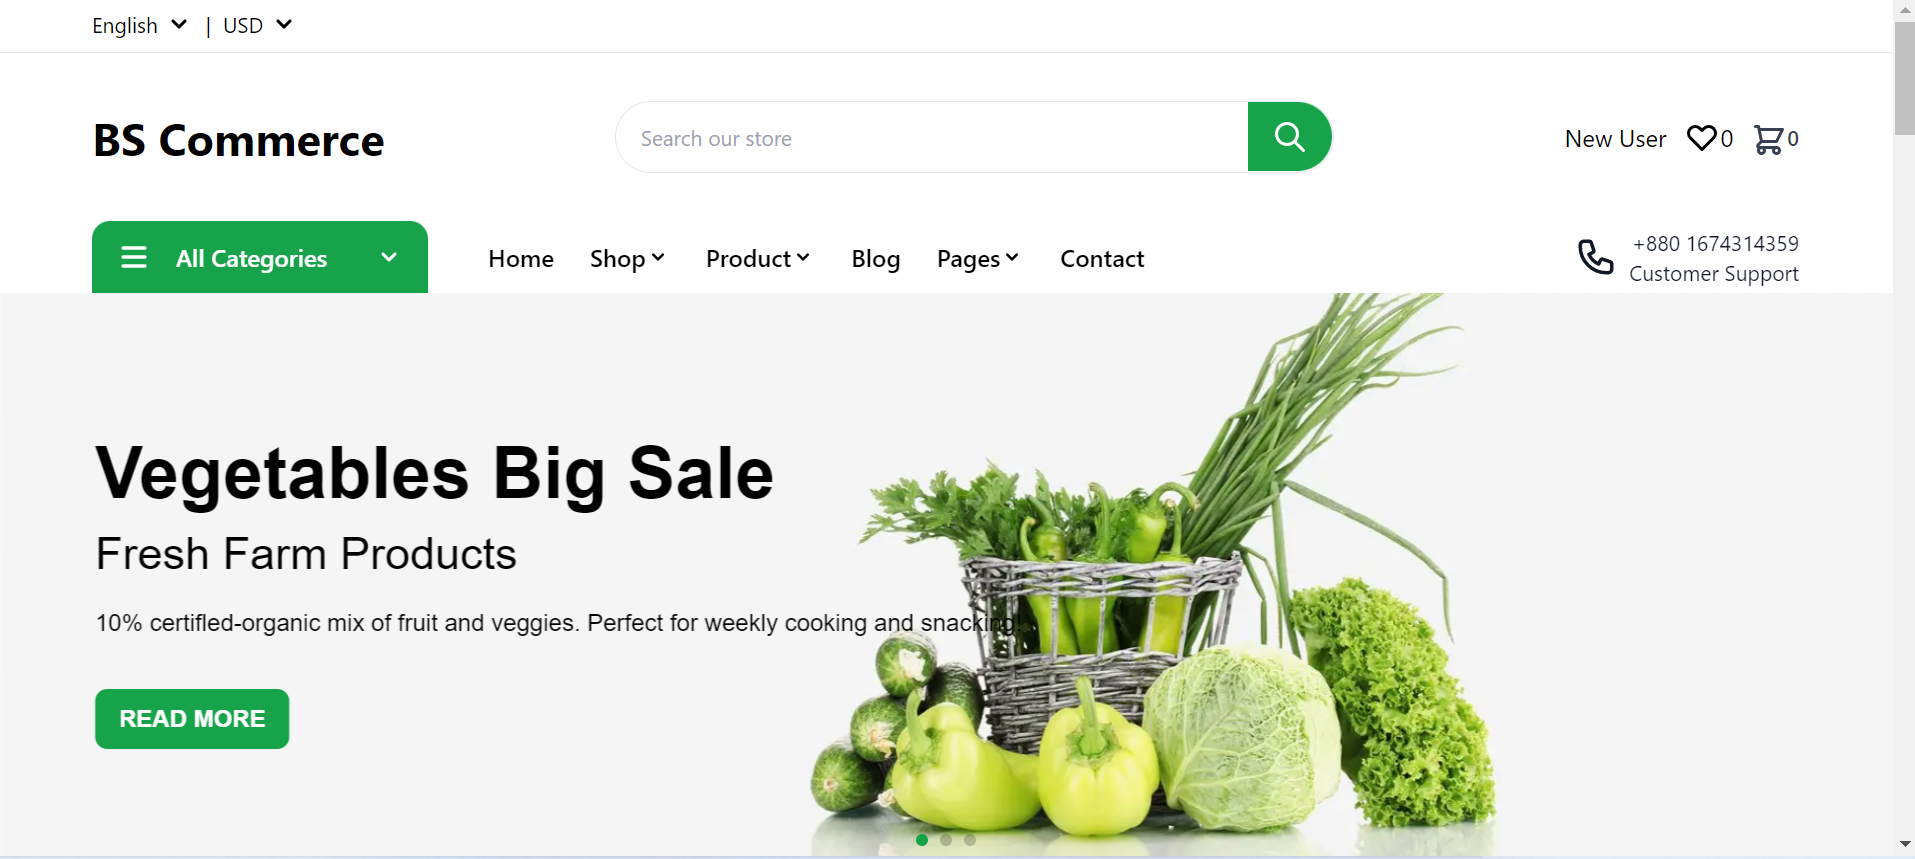 English | USD
BS Commerce
Search our store
New User 0 0
All Categories
Home Shop Product Blog Pages Contact
+880 1674314359
Customer Support
Vegetables Big Sale
Fresh Farm Products
10% certifled-organic mix of fruit and veggies. Perfect for weekly cooking and snacking!
READ MORE